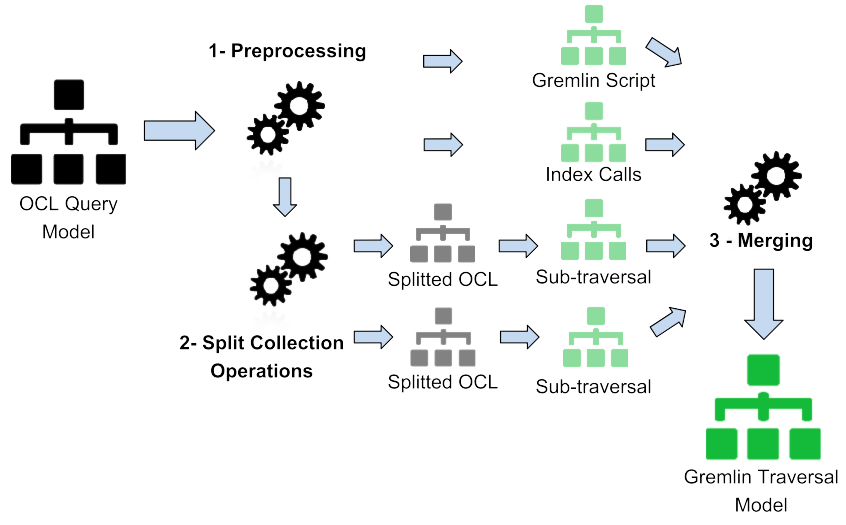 1- Preprocessing
Gremlin Script
Index Calls
OCL Query
Model
3 - Merging
Splitted OCL
Sub-traversal
2- Split Collection
Operations
Splitted OCL
Sub-traversal
Gremlin Traversal
Model